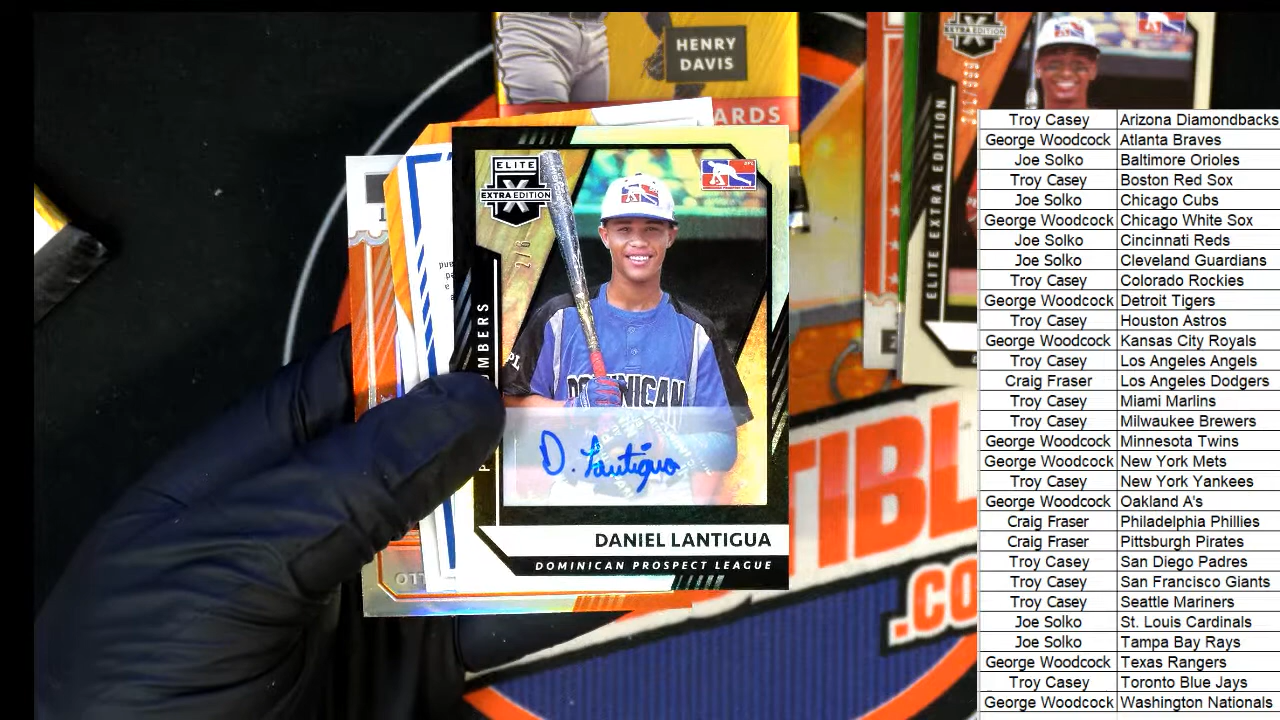 HENRY
DAVIS
ARDS
ELITE
X
EXTRA EDITION
2/6
MBERS
DOMINICAN
D. Lantigua
DANIEL LANTIGUA
DOMINICAN PROSPECT LEAGUE
EXTRA EDITION
ELITE EXTRA EDITION
TIBL
.CO
Troy Casey Arizona Diamondbacks
George Woodcock Atlanta Braves
Joe Solko Baltimore Orioles
Troy Casey Boston Red Sox
Joe Solko Chicago Cubs
George Woodcock Chicago White Sox
Joe Solko Cincinnati Reds
Joe Solko Cleveland Guardians
Troy Casey Colorado Rockies
George Woodcock Detroit Tigers
Troy Casey Houston Astros
George Woodcock Kansas City Royals
Troy Casey Los Angeles Angels
Craig Fraser Los Angeles Dodgers
Troy Casey Miami Marlins
Troy Casey Milwaukee Brewers
George Woodcock Minnesota Twins
George Woodcock New York Mets
Troy Casey New York Yankees
George Woodcock Oakland A's
Craig Fraser Philadelphia Phillies
Craig Fraser Pittsburgh Pirates
Troy Casey San Diego Padres
Troy Casey San Francisco Giants
Troy Casey Seattle Mariners
Joe Solko St. Louis Cardinals
Joe Solko Tampa Bay Rays
George Woodcock Texas Rangers
Troy Casey Toronto Blue Jays
George Woodcock Washington Nationals